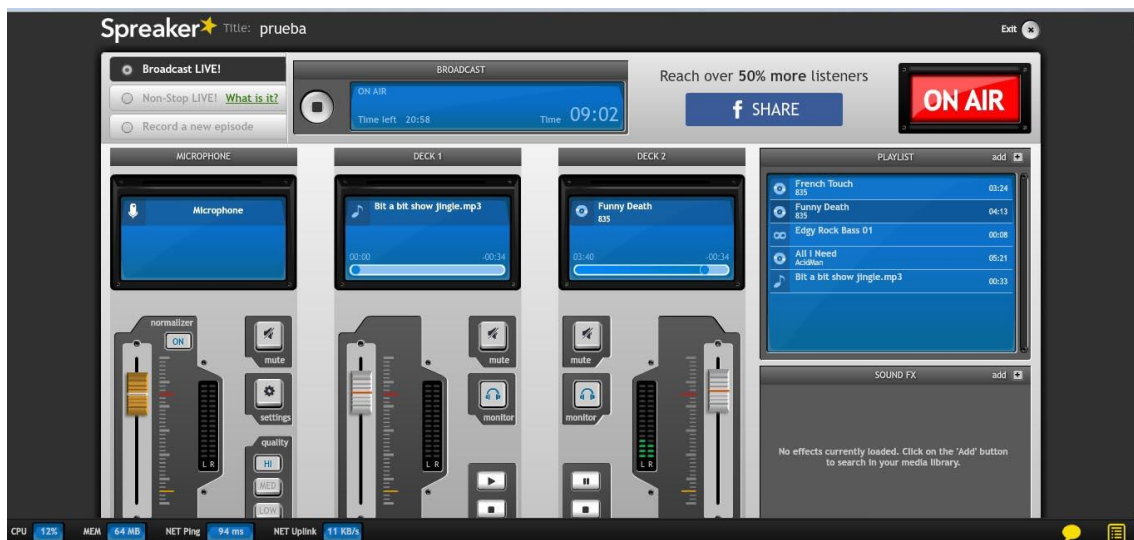 Spreaker Title: prueba
Exit
Broadcast LIVE!
Non-Stop LIVE! What is it?
Record a new episode
BROADCAST
ON AIR
Time left 20:58
Time 09:02
Reach over 50% more listeners
f SHARE
ON AIR
MICROPHONE
Microphone
normalizer
ON
mute
settings
quality
HI
MED
LOW
L R
DECK 1
Bit a bit show jingle.mp3
00:00 -00:34
mute
monitor
L R
DECK 2
Funny Death
835
03:40 -00:34
mute
monitor
L R
PLAYLIST add
French Touch 03:24
835
Funny Death 04:13
835
Edgy Rock Bass 01 00:08
All I Need 05:21
AcidMan
Bit a bit show jingle.mp3 00:33
SOUND FX add
No effects currently loaded. Click on the 'Add' button
to search in your media library.
CPU 12% MEM 64 MB NET Ping 94 ms NET Uplink 11 KB/s